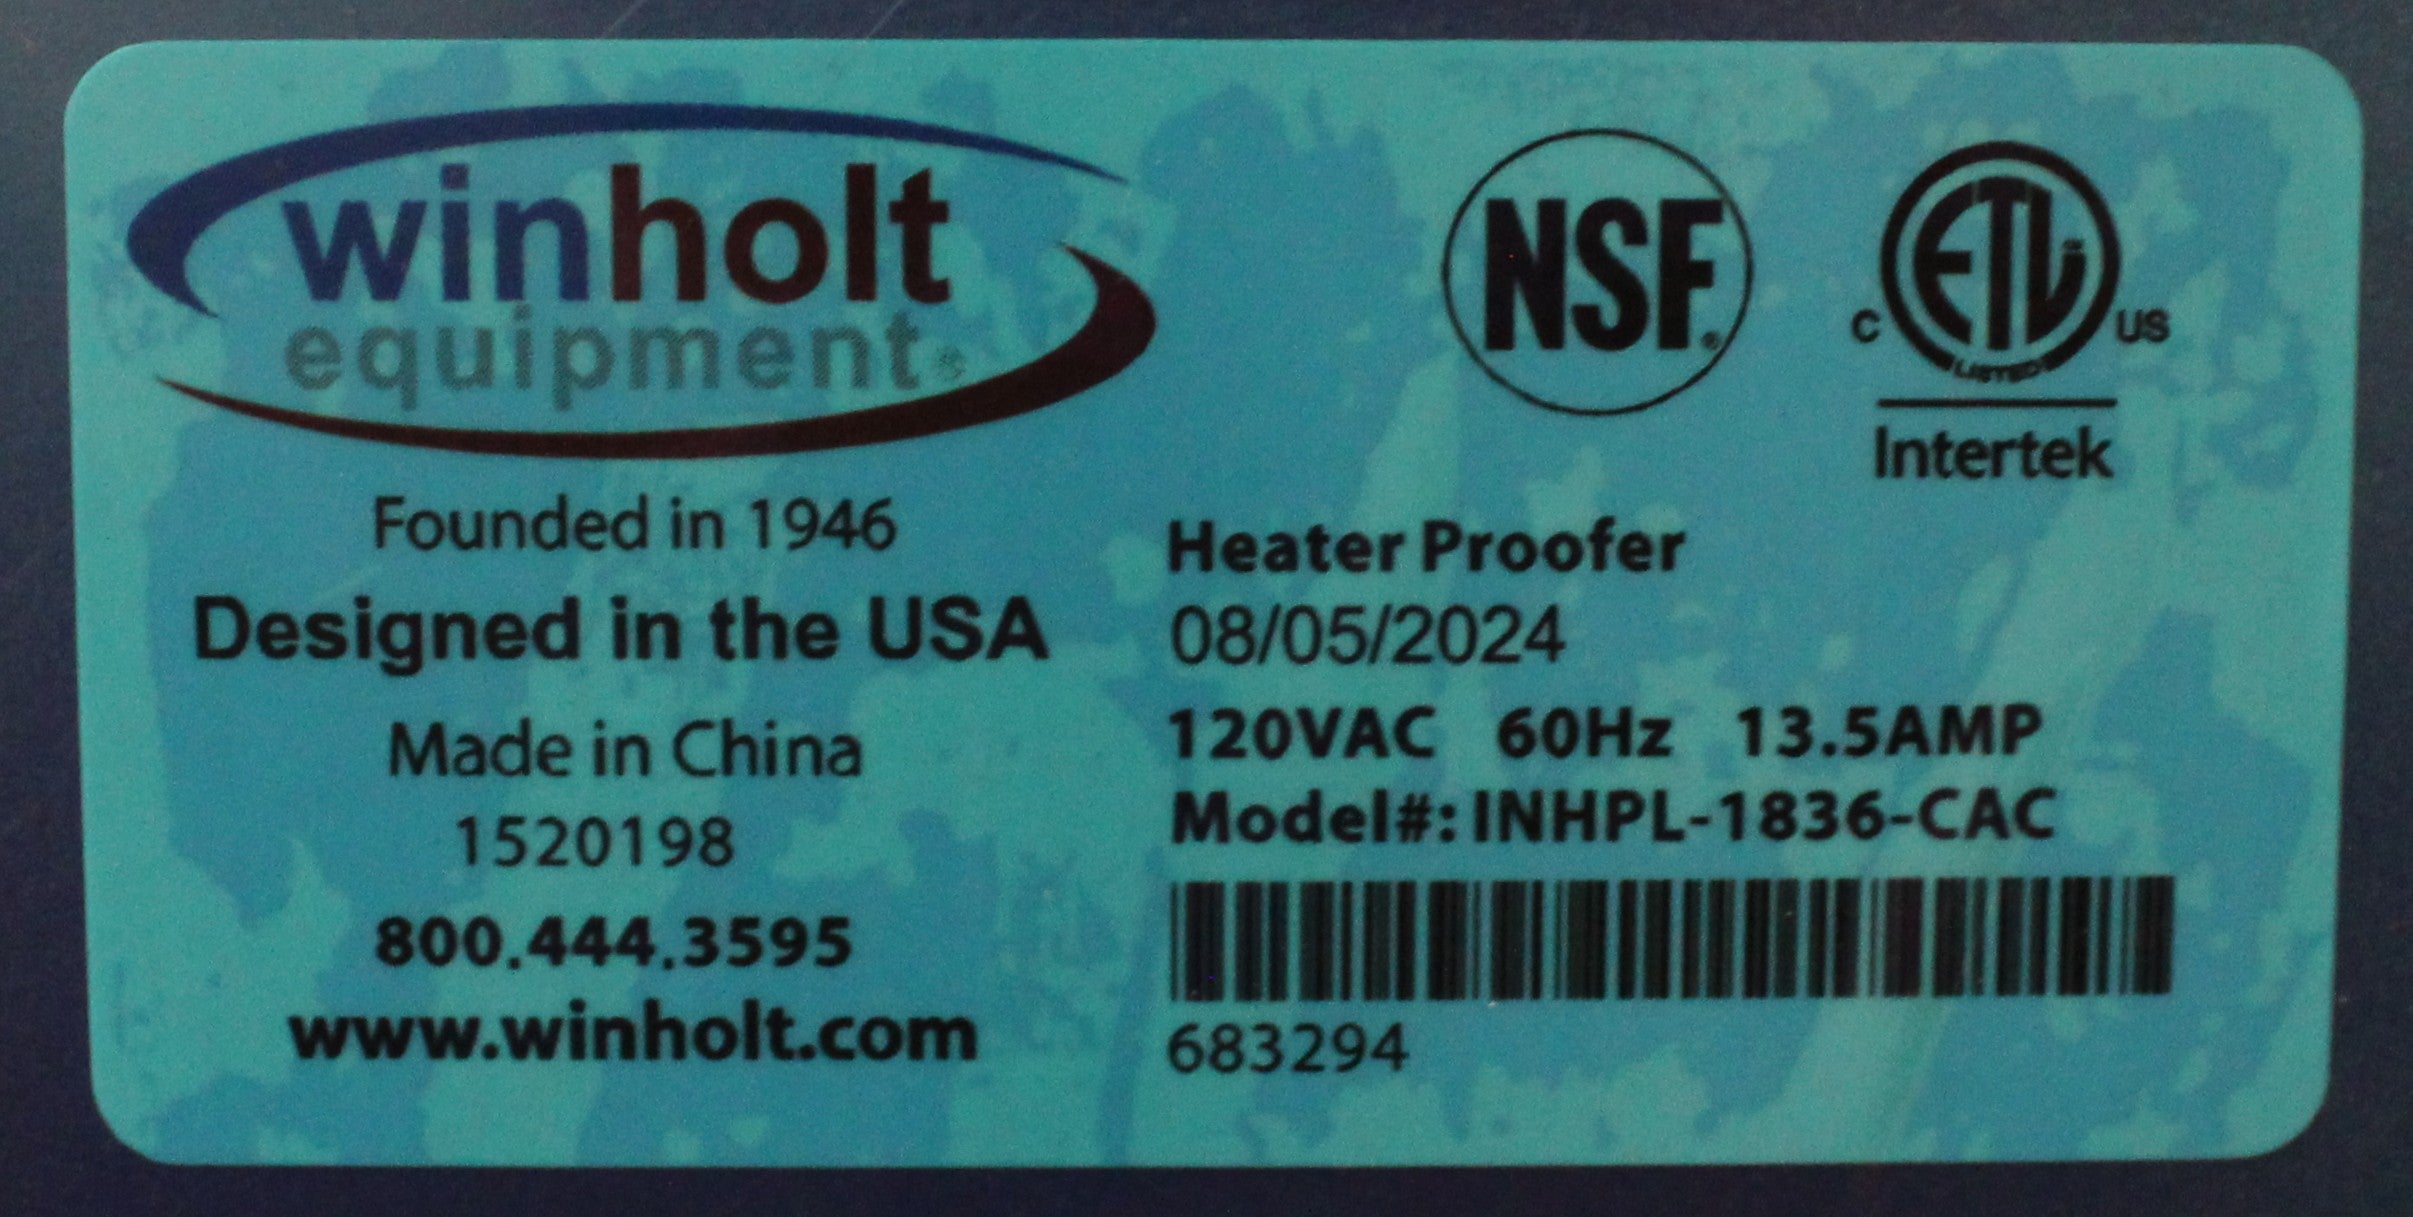 winholt
equipment®
Founded in 1946
Designed in the USA
Made in China
1520198
800.444.3595
www.winholt.com
NSF®
C ETL US
LISTED
Intertek
Heater Proofer
08/05/2024
120VAC 60Hz 13.5AMP
Model#: INHPL-1836-CAC
683294